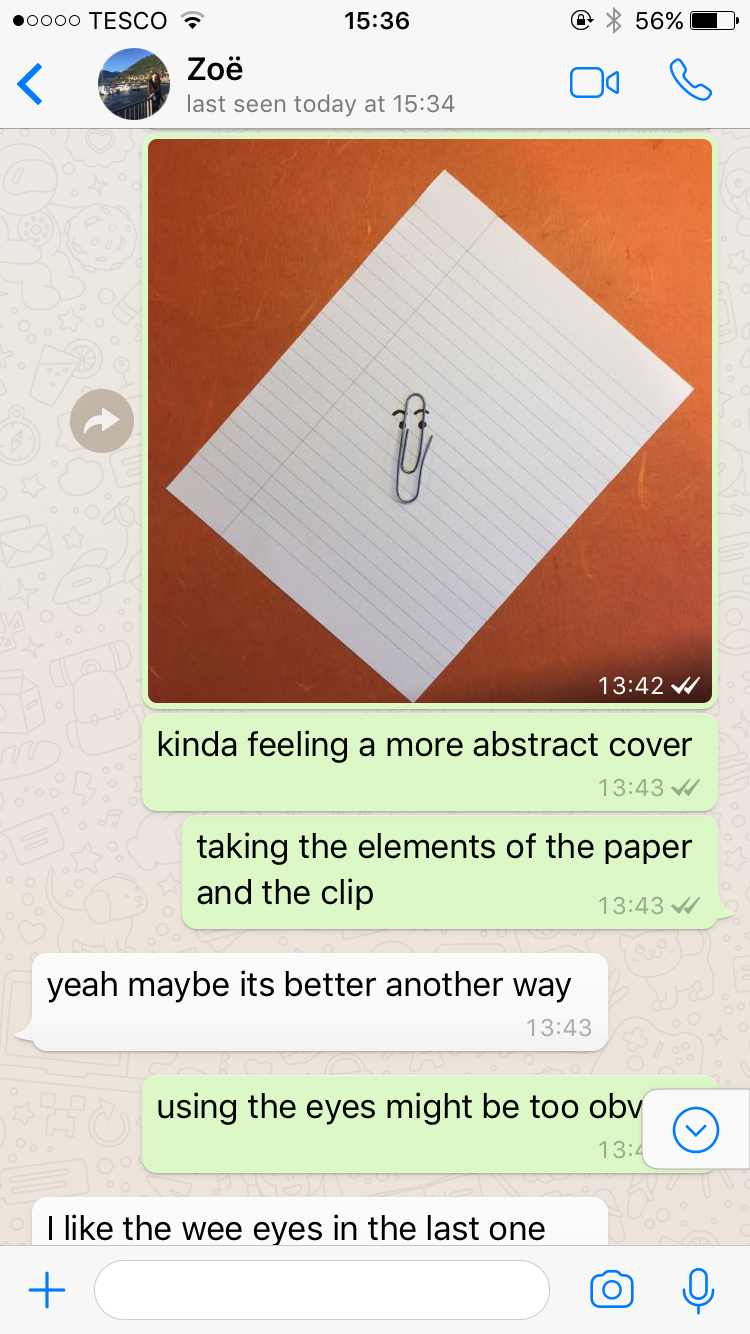 TESCO 15:36 56%
Zoë
last seen today at 15:34
13:42
kinda feeling a more abstract cover
13:43
taking the elements of the paper
and the clip
13:43
yeah maybe its better another way
13:43
using the eyes might be too obv
13:4
I like the wee eyes in the last one